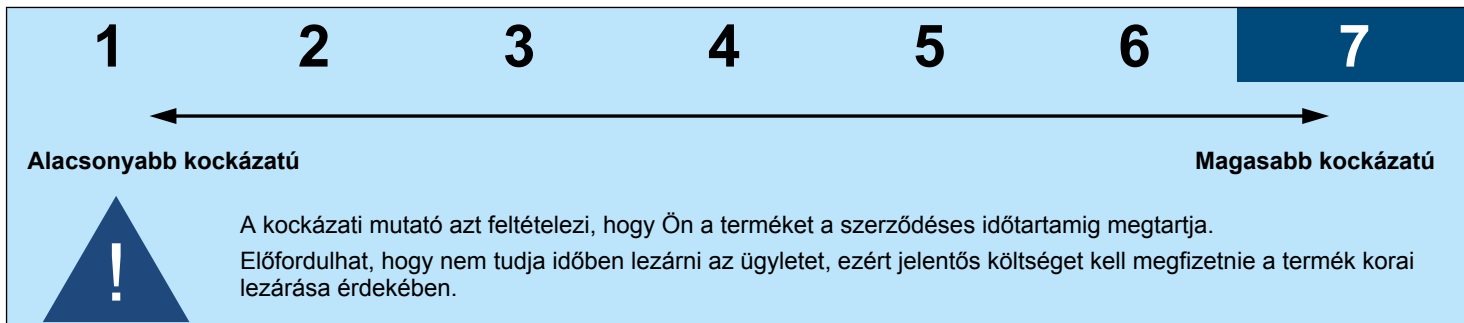 1 2 3 4 5 6 7
Alacsonyabb kockázatú Magasabb kockázatú
! A kockázati mutató azt feltételezi, hogy Ön a terméket a szerződéses időtartamig megtartja.
Előfordulhat, hogy nem tudja időben lezárni az ügyletet, ezért jelentős költséget kell megfizetnie a termék korai
lezárása érdekében.